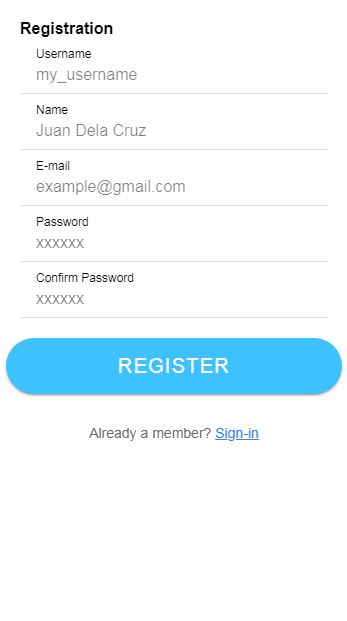 Registration
Username
my_username
Name
Juan Dela Cruz
E-mail
example@gmail.com
Password
xxxxxx
Confirm Password
xxxxxx
REGISTER
Already a member? Sign-in